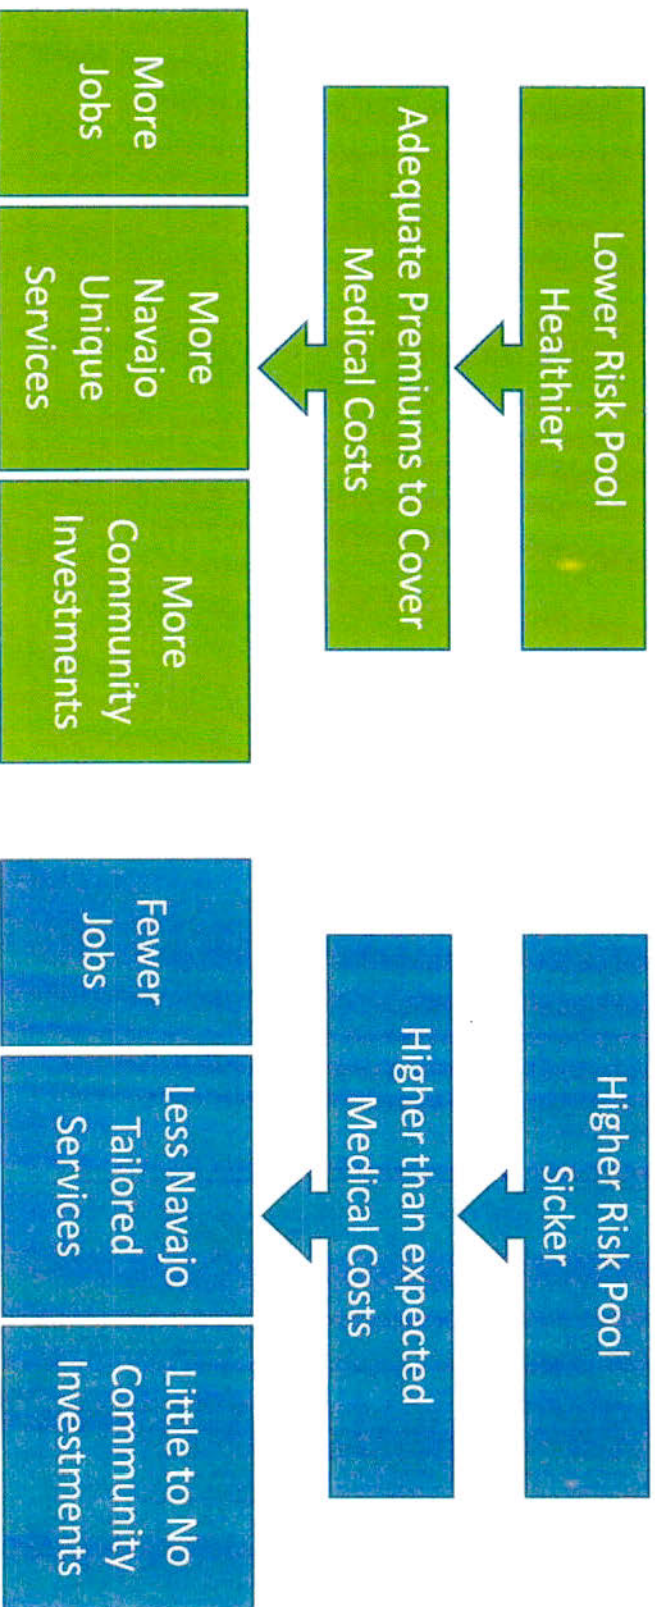 Lower Risk Pool
Healthier
Adequate Premiums to Cover
Medical Costs
More
Jobs
More
Navajo
Unique
Services
More
Community
Investments
Higher Risk Pool
Sicker
Higher than expected
Medical Costs
Fewer
Jobs
Less Navajo
Tailored
Services
Little to No
Community
Investments